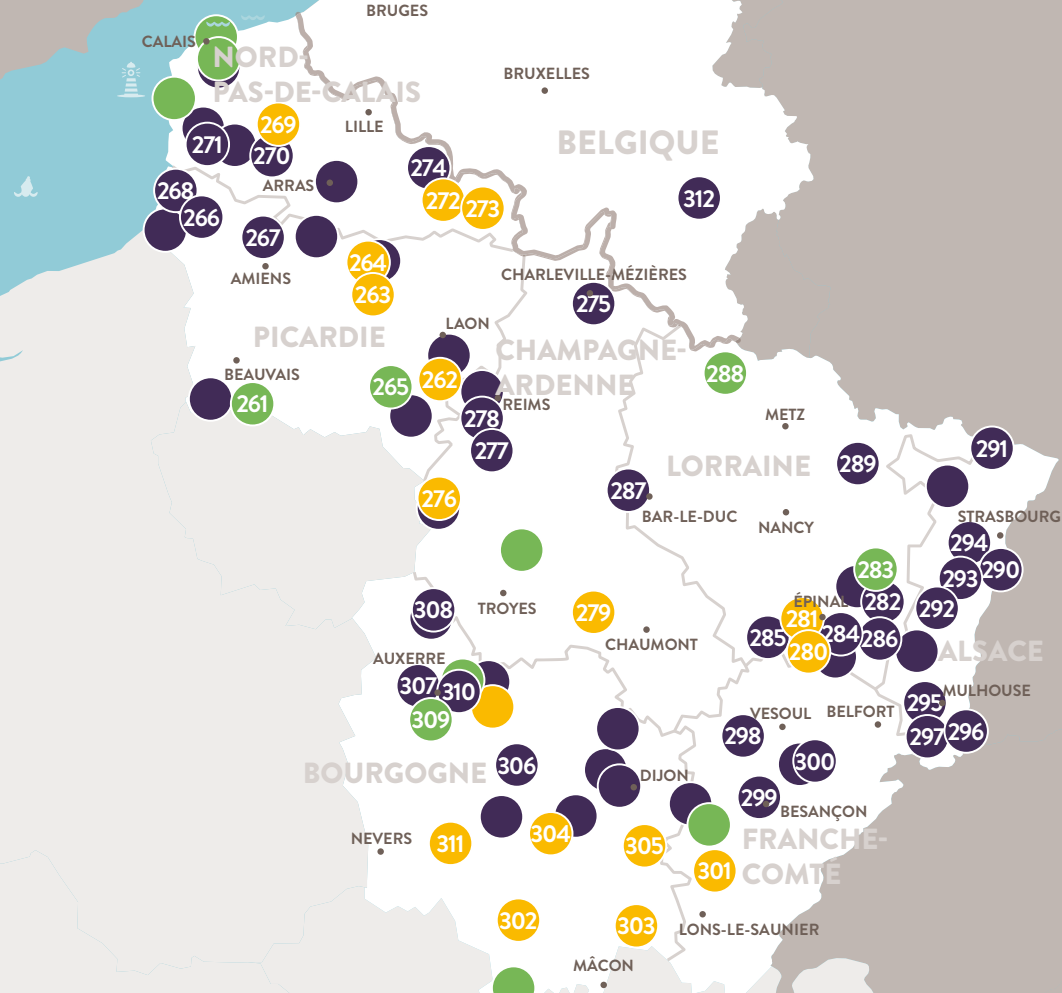 BRUGES
CALAIS
NORD-
PAS-DE-CALAIS
BRUXELLES
269
LILLE
271
270
BELGIQUE
274
ARRAS
268
272
273
312
266
267
264
AMIENS
263
CHARLEVILLE-MÉZIÈRES
275
LAON
PICARDIE
CHAMPAGNE-
ARDENNE
BEAUVAIS
265
262
288
261
REIMS
278
METZ
277
LORRAINE
289
291
276
287
BAR-LE-DUC
NANCY
STRASBOURG
294
293
290
283
308
TROYES
279
ÉPINAL
282
292
281
CHAUMONT
285
284
286
280
ALSACE
AUXERRE
307
310
309
295
MULHOUSE
VESOUL
BELFORT
298
297
296
BOURGOGNE
306
300
DIJON
299
BESANÇON
NEVERS
311
304
305
FRANCHE-
COMTÉ
301
302
303
LONS-LE-SAUNIER
MÂCON